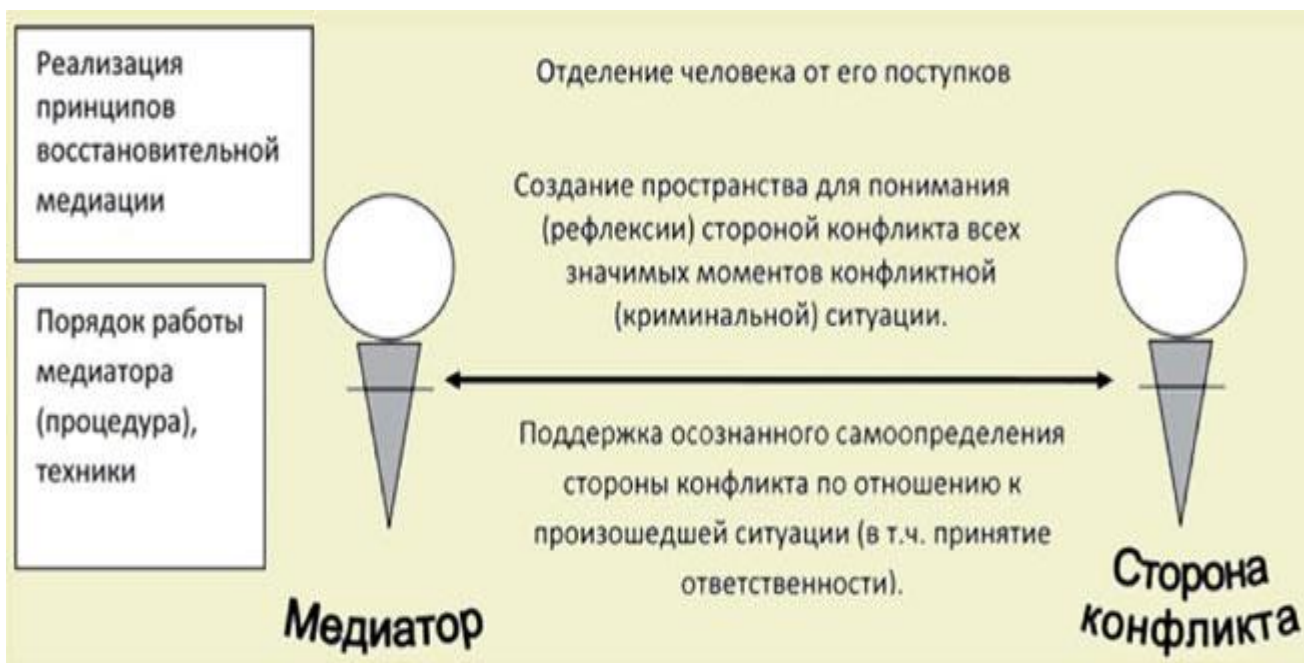 Реализация
принципов
восстановительной
медиации
Порядок работы
медиатора
(процедура),
техники
Отделение человека от его поступков
Создание пространства для понимания
(рефлексии) стороной конфликта всех
значимых моментов конфликтной
(криминальной) ситуации.
Поддержка осознанного самоопределения
стороны конфликта по отношению к
произошедшей ситуации (в т.ч. принятие
ответственности).
Медиатор
Сторона
конфликта